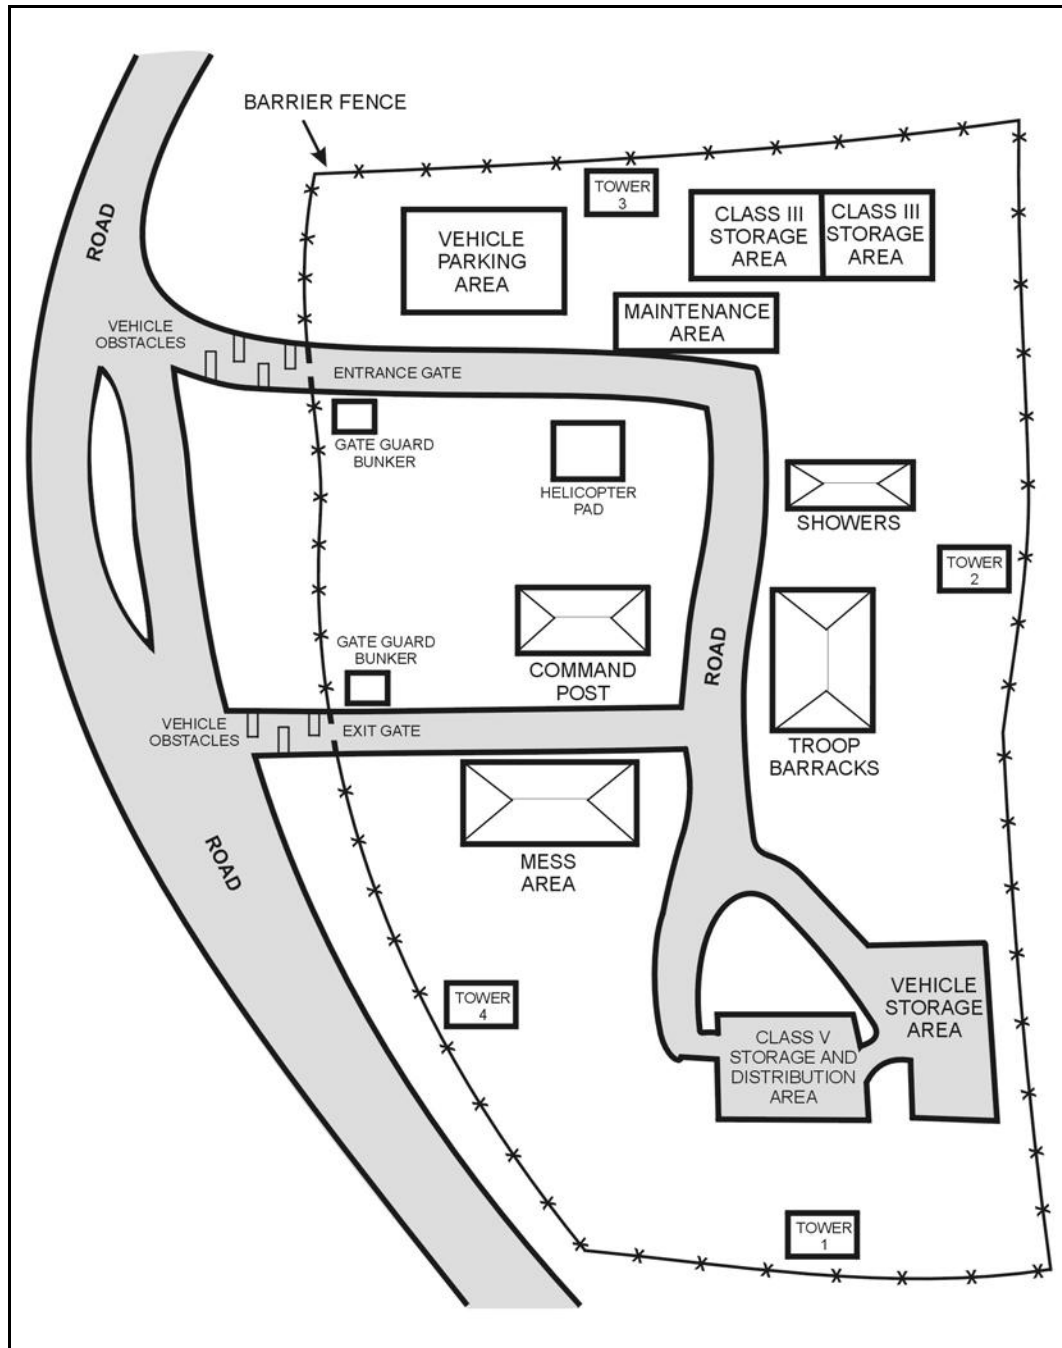 BARRIER FENCE
TOWER
3
ROAD
VEHICLE
PARKING
AREA
CLASS III
STORAGE
AREA
CLASS III
STORAGE
AREA
MAINTENANCE
AREA
VEHICLE
OBSTACLES
ENTRANCE GATE
GATE GUARD
BUNKER
HELICOPTER
PAD
SHOWERS
TOWER
2
GATE GUARD
BUNKER
COMMAND
POST
ROAD
TROOP
BARRACKS
VEHICLE
OBSTACLES
EXIT GATE
ROAD
MESS
AREA
TOWER
4
VEHICLE
STORAGE
AREA
CLASS V
STORAGE AND
DISTRIBUTION
AREA
TOWER
1